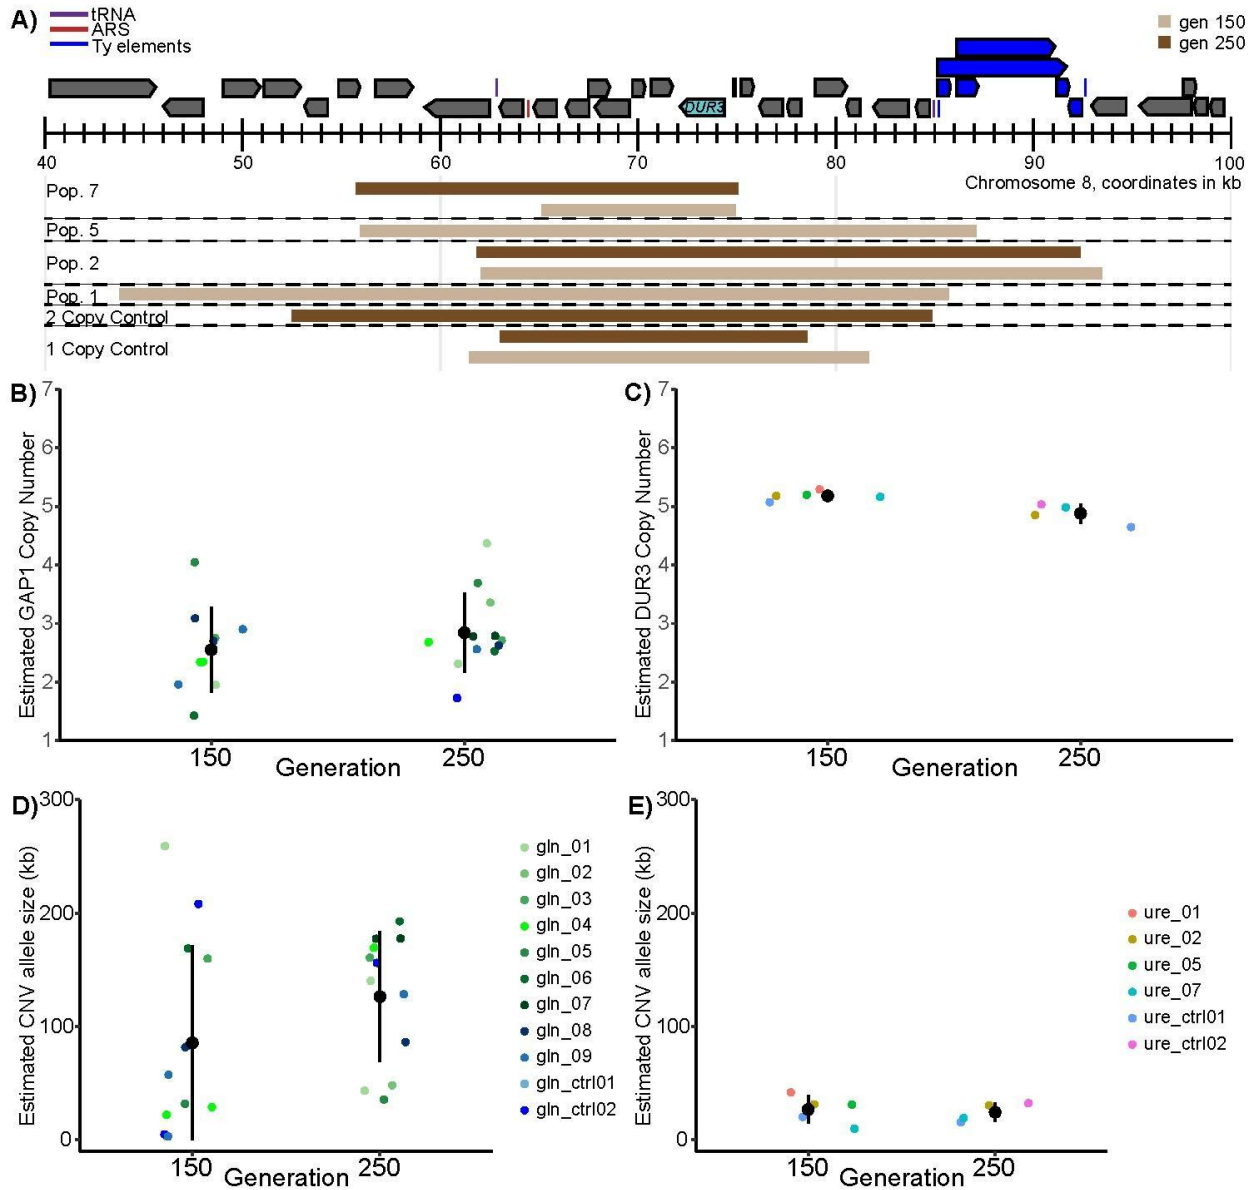 A)
tRNA
ARS
Ty elements
gen 150
gen 250
DUR3
40 50 60 70 80 90 100
Chromosome 8, coordinates in kb
Pop. 7
Pop. 5
Pop. 2
Pop. 1
2 Copy Control
1 Copy Control
B)
Estimated GAP1 Copy Number
7
6
5
4
3
2
1
150 250
Generation
C)
Estimated DUR3 Copy Number
7
6
5
4
3
2
1
150 250
Generation
D)
Estimated CNV allele size (kb)
300
200
100
0
150 250
Generation
gln_01
gln_02
gln_03
gln_04
gln_05
gln_06
gln_07
gln_08
gln_09
gln_ctrl01
gln_ctrl02
E)
Estimated CNV allele size (kb)
300
200
100
0
150 250
Generation
ure_01
ure_02
ure_05
ure_07
ure_ctrl01
ure_ctrl02